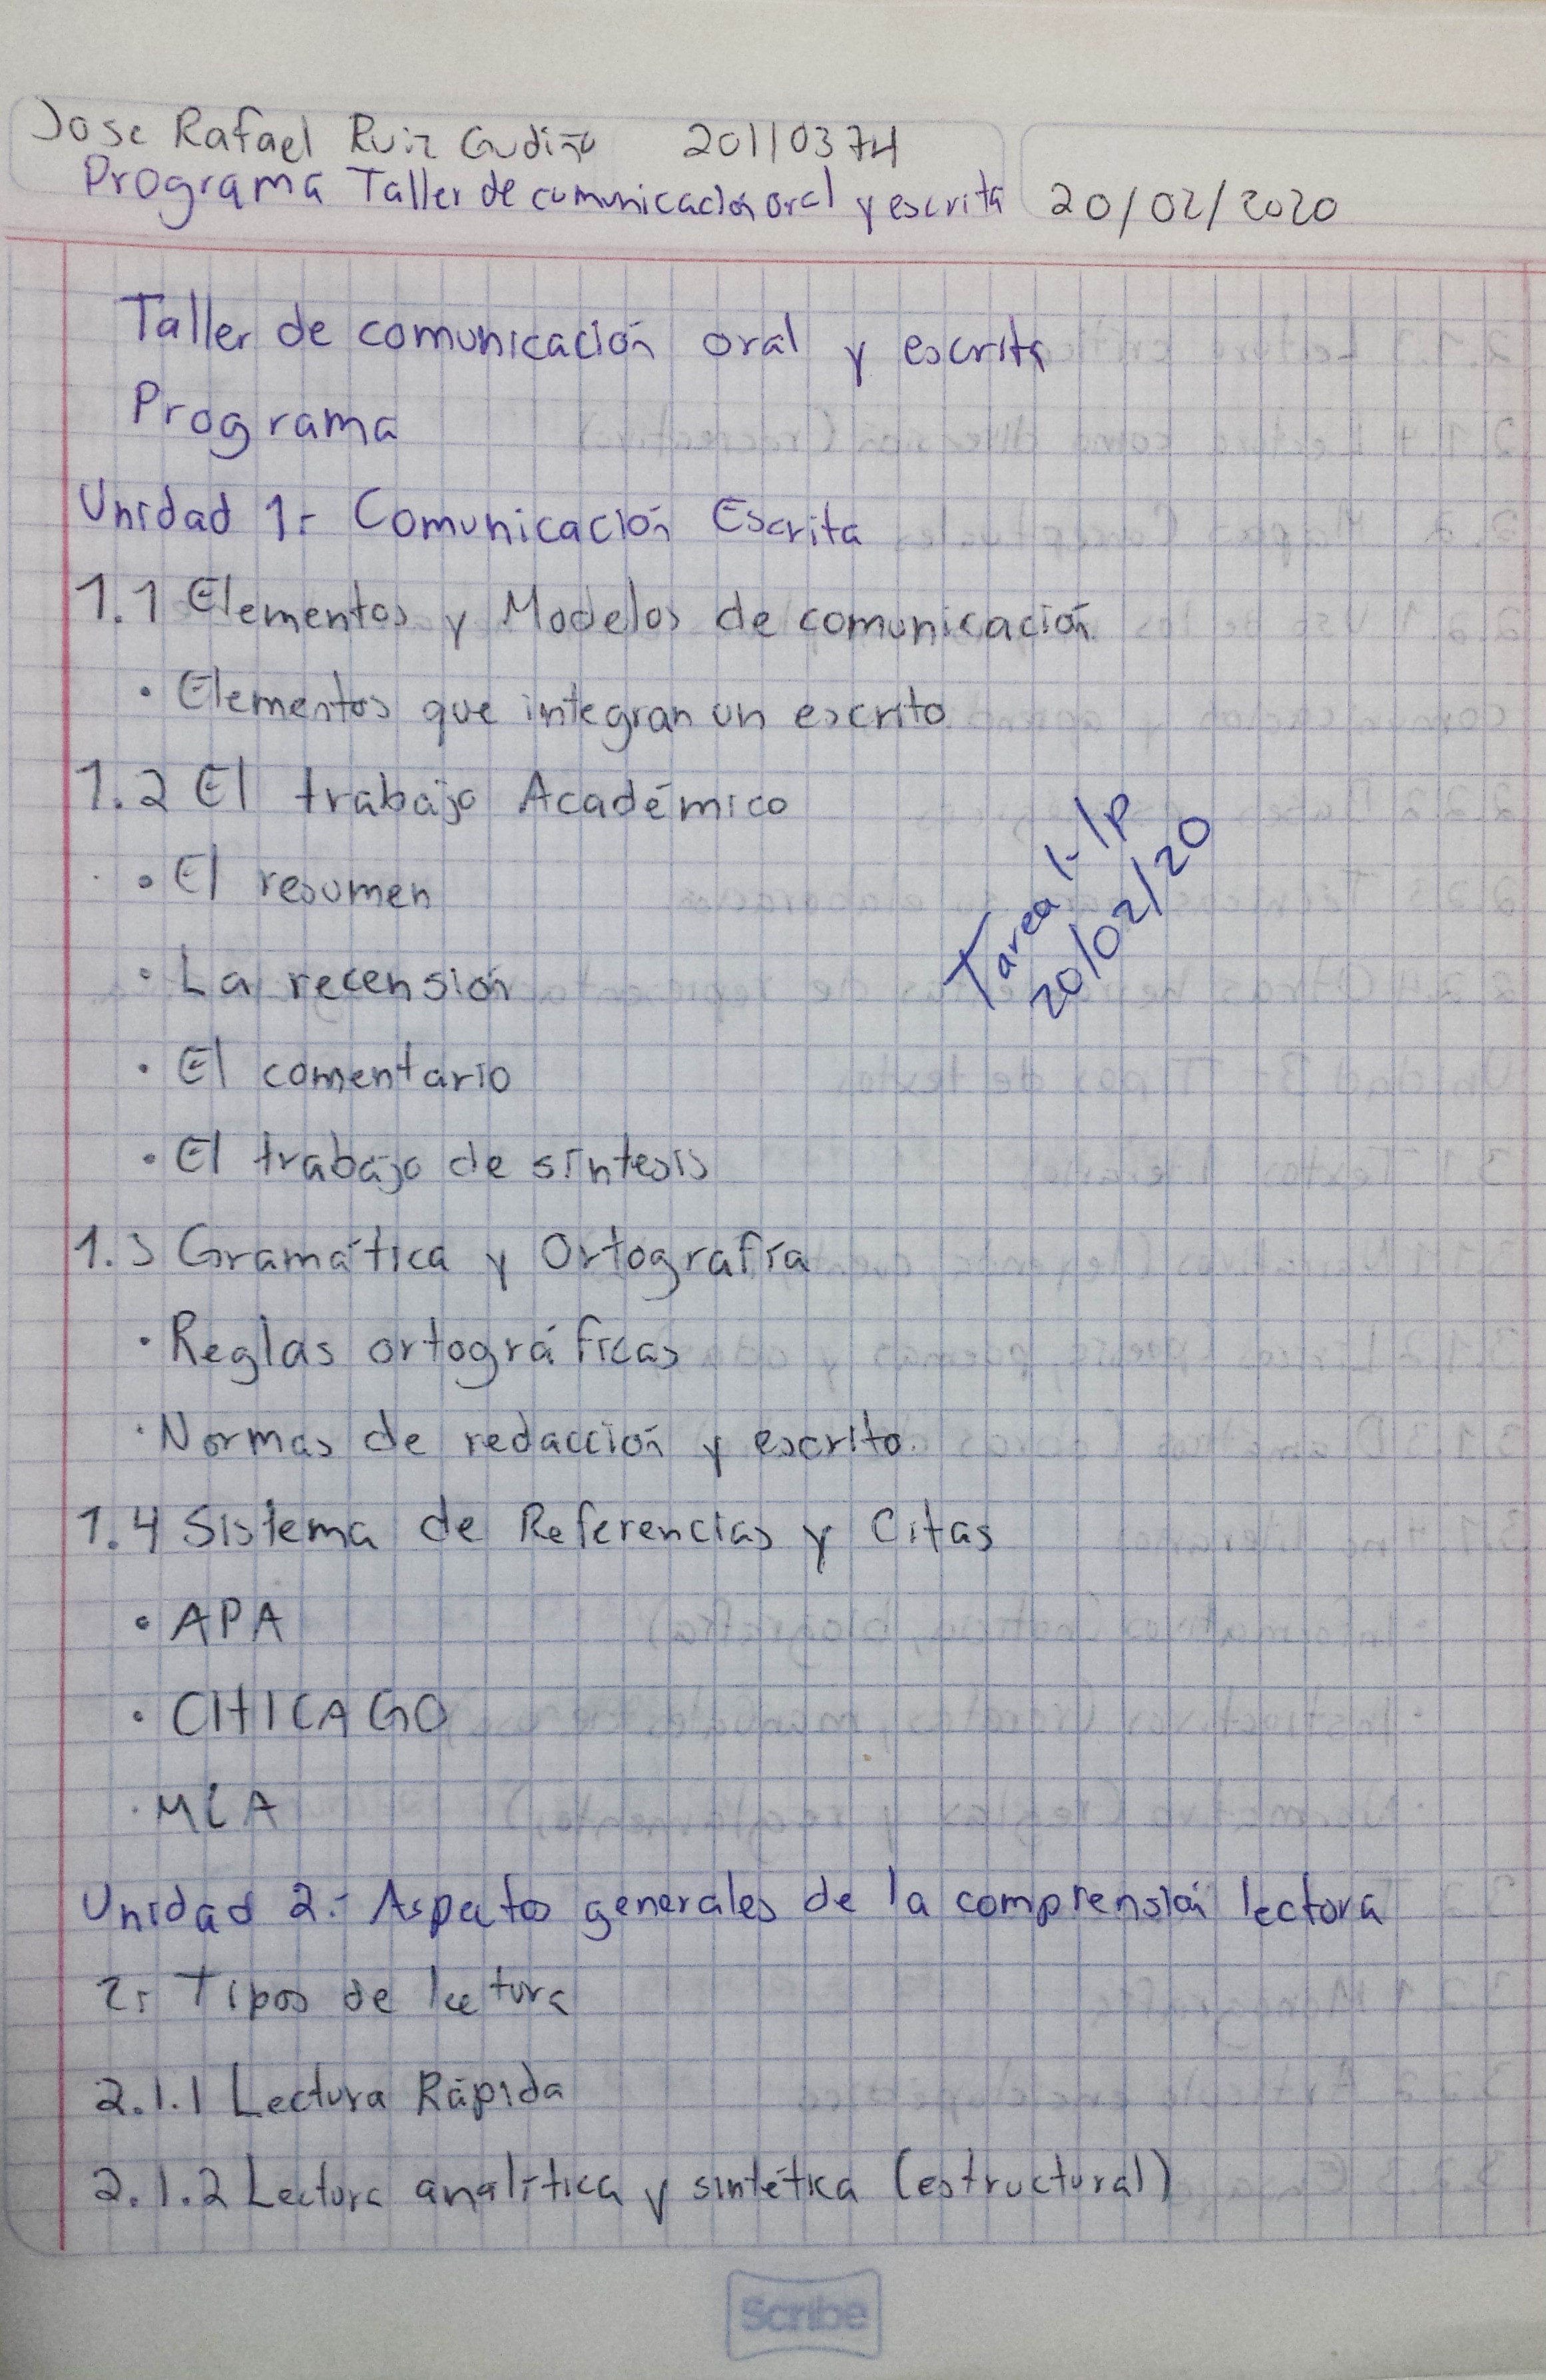 Jose Rafael Ruiz Gudiño 20110374
Programa Taller de comunicación oral y escrita 20/02/2020
Taller de comunicación oral y escrita
Programa
Unidad 1.- Comunicación Escrita
1.1 Elementos y Modelos de comunicación.
• Elementos que integran un escrito.
1.2 El trabajo Académico
• El resumen
• La recensión
• El comentario
• El trabajo de síntesis
Tarea 1-1P
20/02/20
1.3 Gramática y Ortografía
• Reglas ortográficas
• Normas de redacción y escrito.
1.4 Sistema de Referencias y Citas
• APA
• CHICAGO
• MLA
Unidad 2.- Aspectos generales de la comprensión lectora
2.- Tipos de lectura
2.1.1 Lectura Rápida
2.1.2 Lectura analítica y sintética (estructural)
Scribe